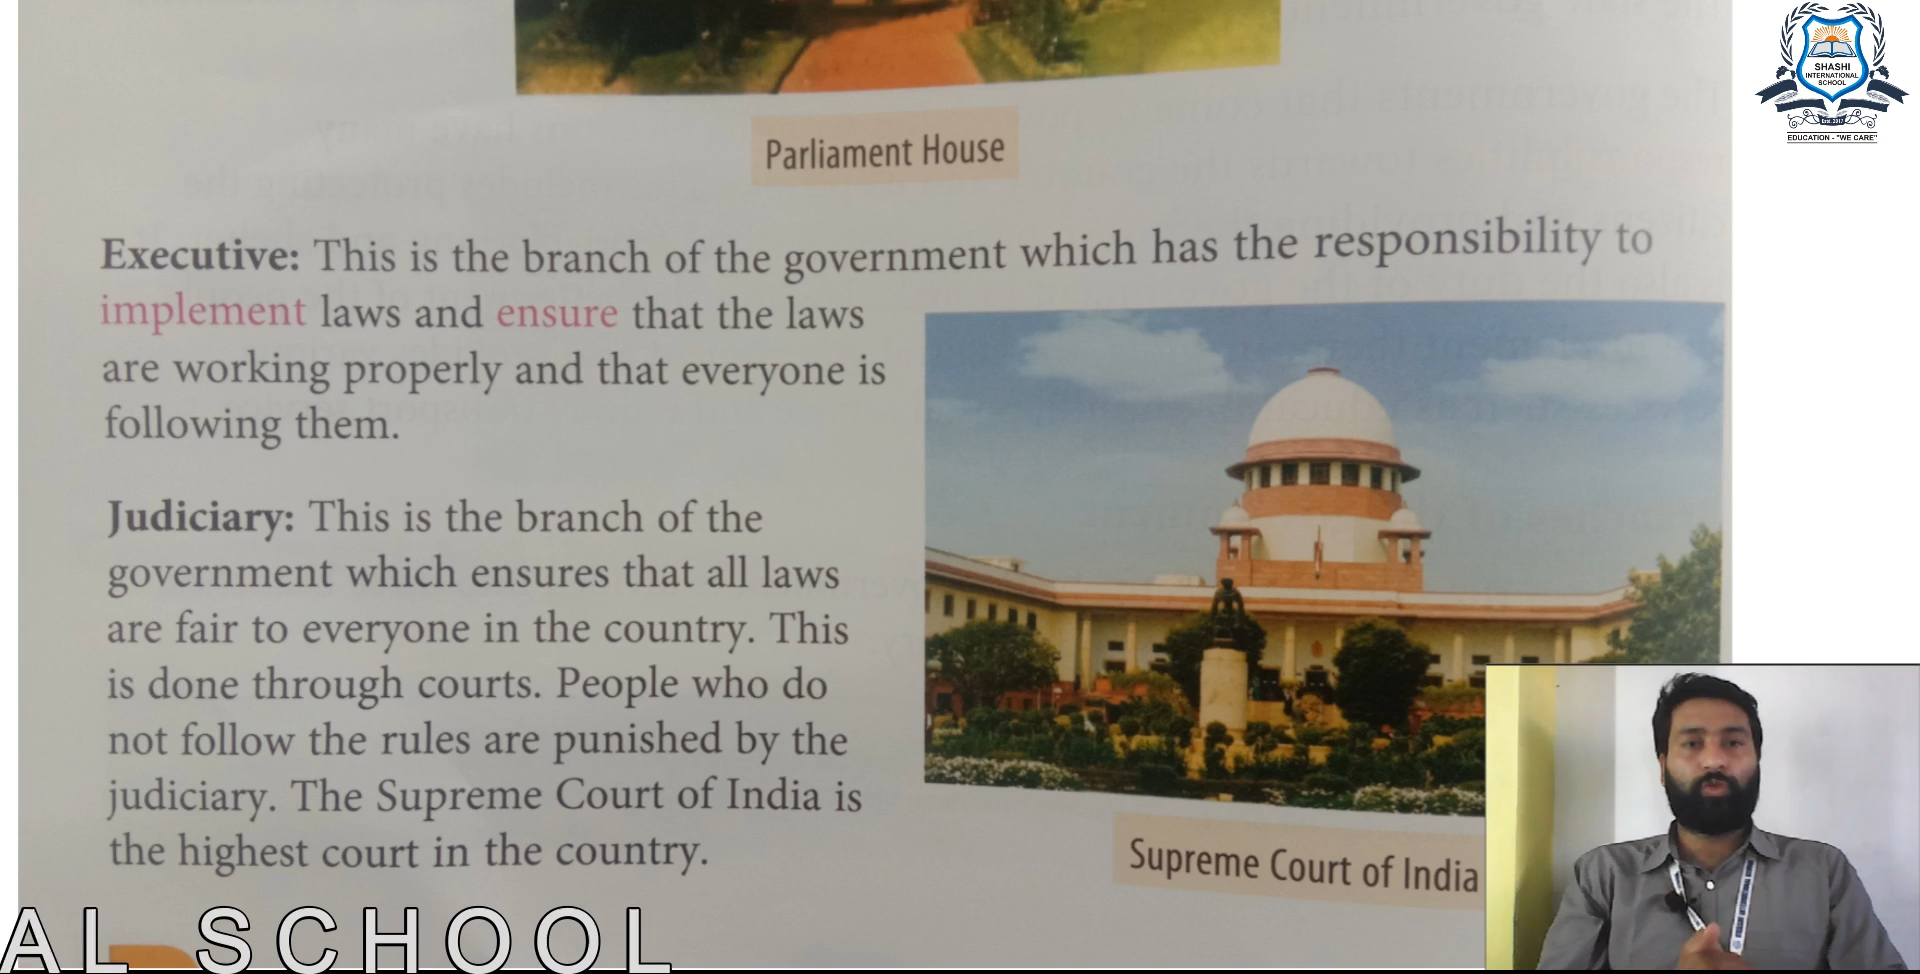 SHASHI
INTERNATIONAL
SCHOOL
Estd. 2017
EDUCATION - "WE CARE"
Parliament House
Executive: This is the branch of the government which has the responsibility to
implement laws and ensure that the laws
are working properly and that everyone is
following them.
Judiciary: This is the branch of the
government which ensures that all laws
are fair to everyone in the country. This
is done through courts. People who do
not follow the rules are punished by the
judiciary. The Supreme Court of India is
the highest court in the country.
Supreme Court of India
AL SCHOOL